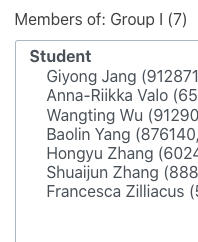 Members of: Group I (7)
Student
Giyong Jang (912871
Anna-Riikka Valo (65
Wangting Wu (91290
Baolin Yang (876140,
Hongyu Zhang (6024
Shuaijun Zhang (888
Francesca Zilliacus (5